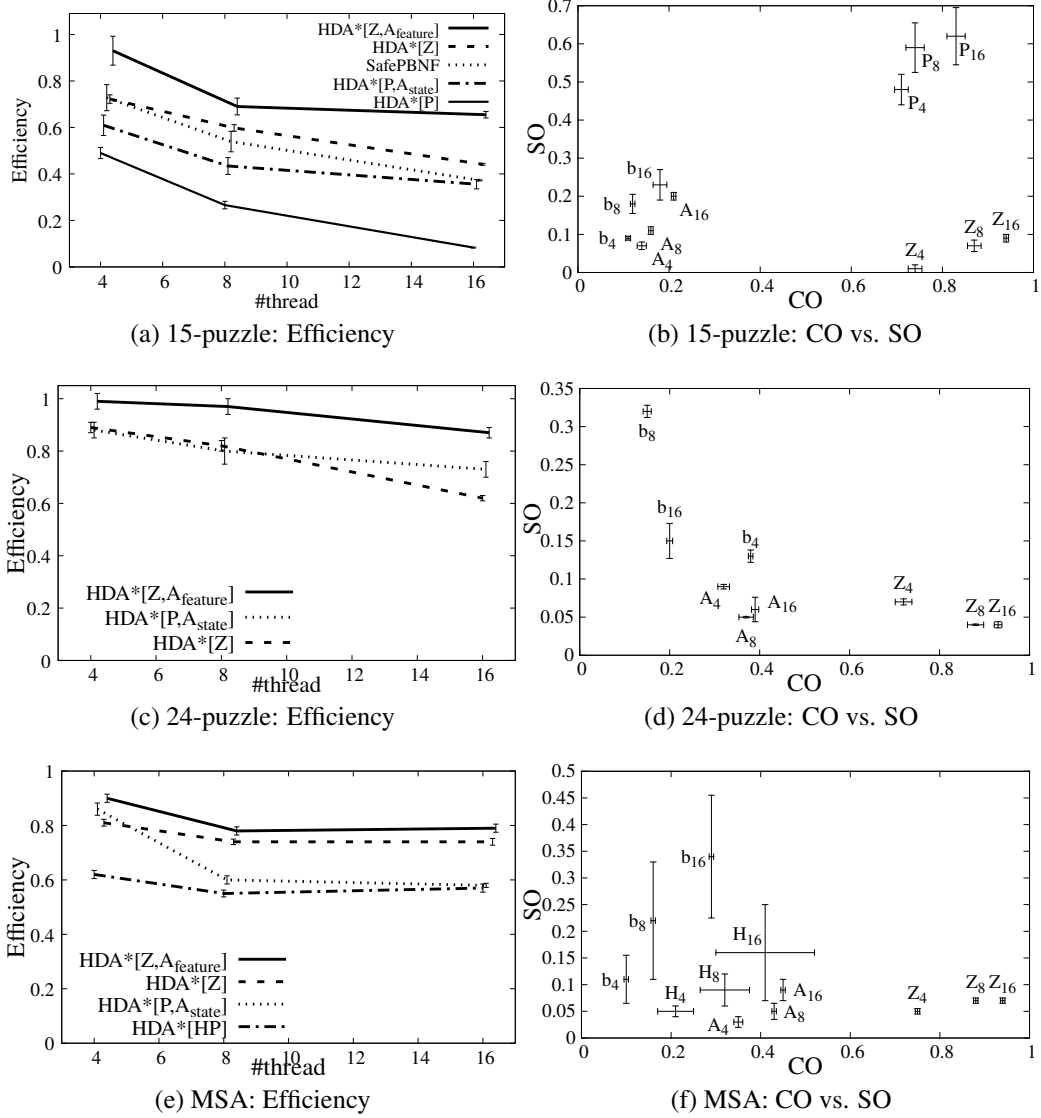 HDA*[Z,Afeature]
HDA*[Z]
SafePBNF
HDA*[P,Astate]
HDA*[P]
Efficiency
1
0.8
0.6
0.4
0.2
0
4 6 8 10 12 14 16
#thread
(a) 15-puzzle: Efficiency
SO
0.7
0.6
0.5
0.4
0.3
0.2
0.1
0
P16
P8
P4
b16
b8
A16
b4
A8
A4
Z16
Z8
Z4
0 0.2 0.4 0.6 0.8 1
CO
(b) 15-puzzle: CO vs. SO
Efficiency
1
0.8
0.6
0.4
0.2
0
HDA*[Z,Afeature]
HDA*[P,Astate]
HDA*[Z]
4 6 8 10 12 14 16
#thread
(c) 24-puzzle: Efficiency
SO
0.35
0.3
0.25
0.2
0.15
0.1
0.05
0
b8
b16
b4
A4
A16
A8
Z4
Z8 Z16
0 0.2 0.4 0.6 0.8 1
CO
(d) 24-puzzle: CO vs. SO
Efficiency
1
0.8
0.6
0.4
0.2
0
HDA*[Z,Afeature]
HDA*[Z]
HDA*[P,Astate]
HDA*[HP]
4 6 8 10 12 14 16
#thread
(e) MSA: Efficiency
SO
0.5
0.45
0.4
0.35
0.3
0.25
0.2
0.15
0.1
0.05
0
b16
b8
H16
b4
H8
H4
A16
A4
A8
Z4
Z8 Z16
0 0.2 0.4 0.6 0.8 1
CO
(f) MSA: CO vs. SO